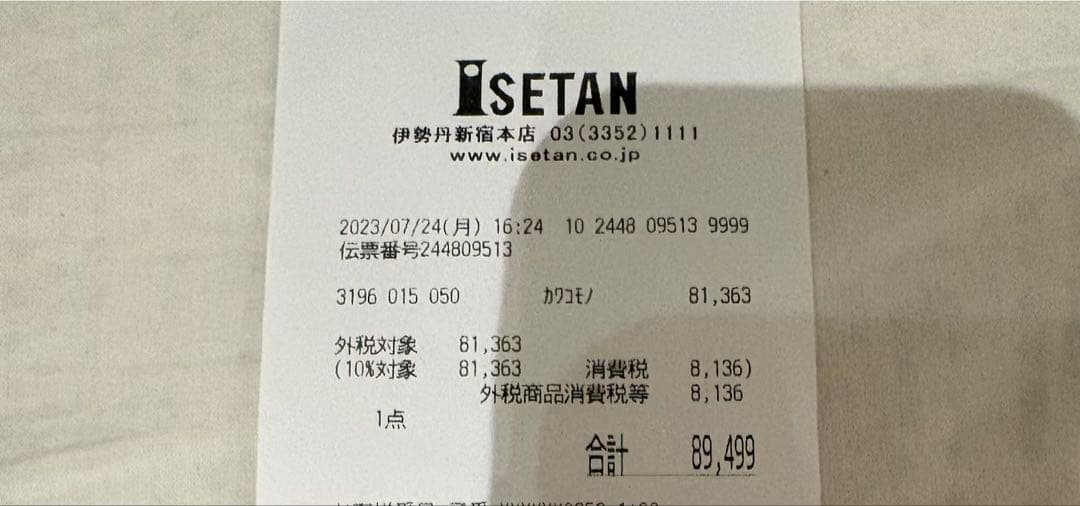 ISETAN
伊勢丹新宿本店 03(3352)1111
www.isetan.co.jp
2023/07/24(月) 16:24 10 2448 09513 9999
伝票番号244809513
3196 015 050 ｶﾜｺﾓﾉ 81,363
外税対象 81,363
(10%対象 81,363 消費税 8,136)
外税商品消費税等 8,136
1点
合計 89,499